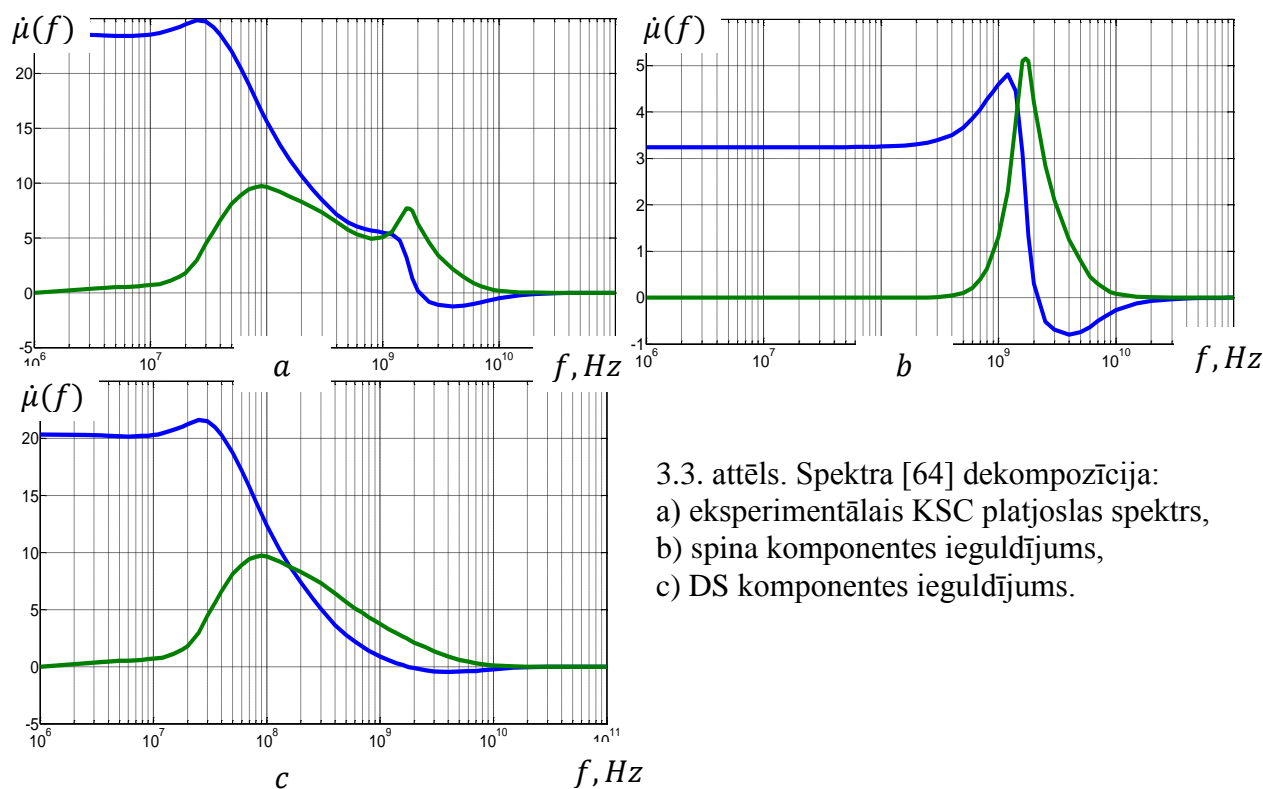 μ̇(f)
20
15
10
5
0
-5
10⁶
10⁷
a
10⁹
10¹⁰
f, Hz
μ̇(f)
5
4
3
2
1
0
-1
10⁶
10⁷
b
10⁹
10¹⁰
f, Hz
μ̇(f)
20
15
10
5
0
-5
10⁶
10⁷
10⁸
10⁹
10¹⁰
10¹¹
c
f, Hz
3.3. attēls. Spektra [64] dekompozīcija:
a) eksperimentālais KSC platjoslas spektrs,
b) spina komponentes ieguldījums,
c) DS komponentes ieguldījums.